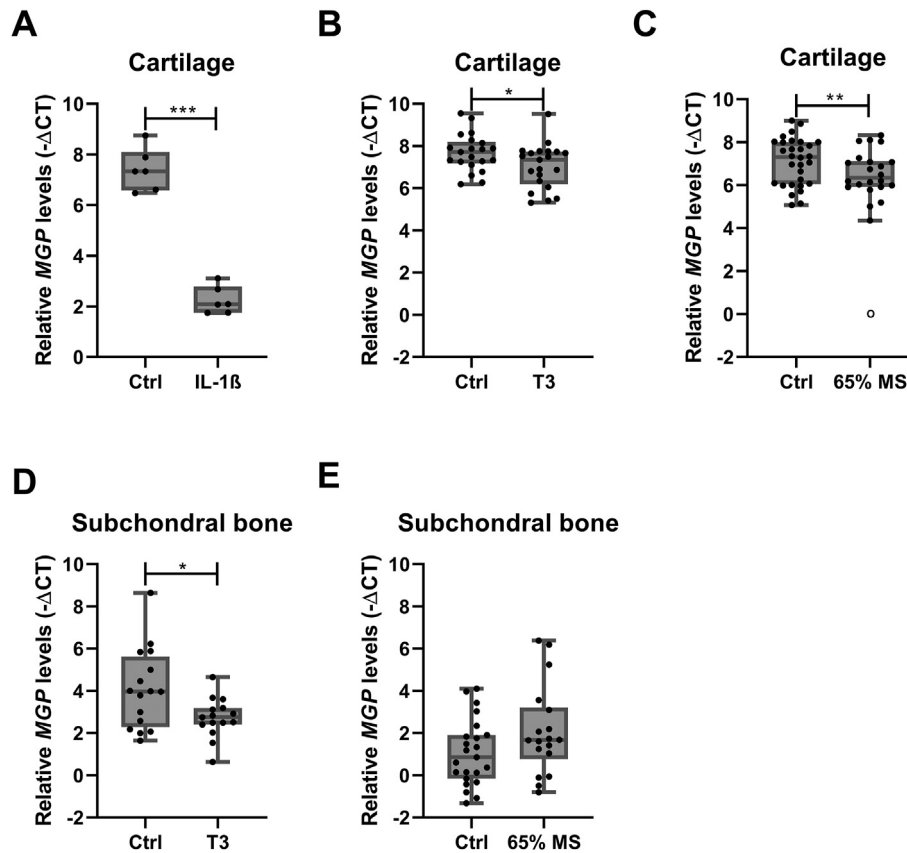 A
Cartilage
Relative MGP levels (-ΔCT)
10
8
6
4
2
0
***
Ctrl
IL-1ß
B
Cartilage
Relative MGP levels (-ΔCT)
10
8
6
4
2
0
-2
*
Ctrl
T3
C
Cartilage
Relative MGP levels (-ΔCT)
10
8
6
4
2
0
-2
**
Ctrl
65% MS
D
Subchondral bone
Relative MGP levels (-ΔCT)
10
8
6
4
2
0
-2
*
Ctrl
T3
E
Subchondral bone
Relative MGP levels (-ΔCT)
10
8
6
4
2
0
-2
Ctrl
65% MS